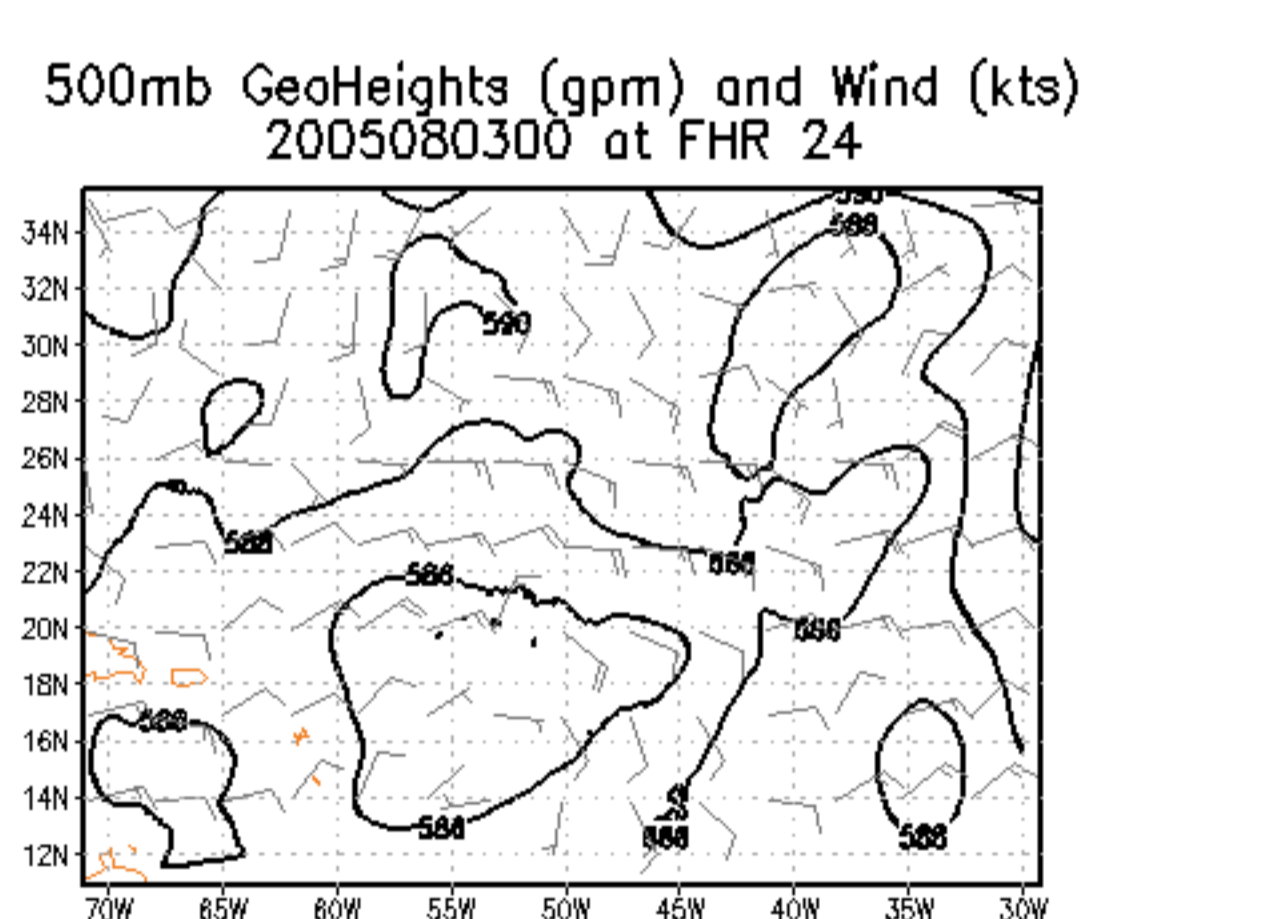 500mb GeoHeights (gpm) and Wind (kts)
2005080300 at FHR 24
590
588
34N
32N
590
30N
28N
26N
24N
588
22N
586
20N
18N
588
16N
14N
586
588
12N
70W 65W 60W 55W 50W 45W 40W 35W 30W